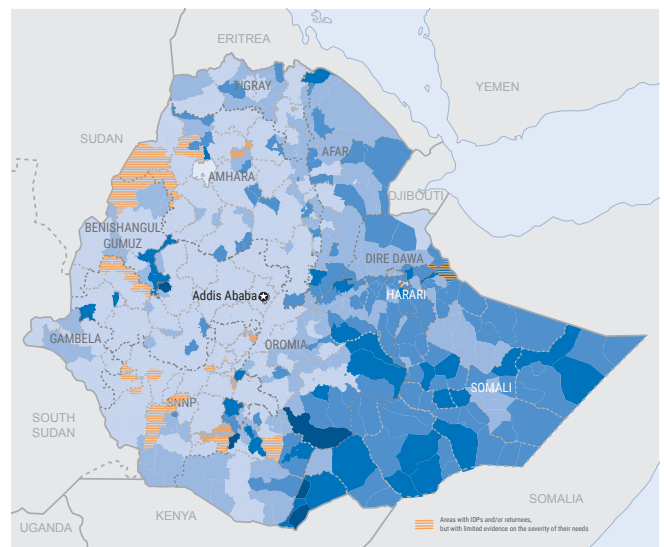 ERITREA
YEMEN
TIGRAY
SUDAN
AFAR
AMHARA
DJIBOUTI
BENISHANGUL
GUMUZ
DIRE DAWA
Addis Ababa
HARARI
GAMBELA
OROMIA
SOMALI
SNNP
SOUTH
SUDAN
SOMALIA
KENYA
UGANDA
Areas with IDPs and/or returnees,
but with limited evidence on the severity of their needs